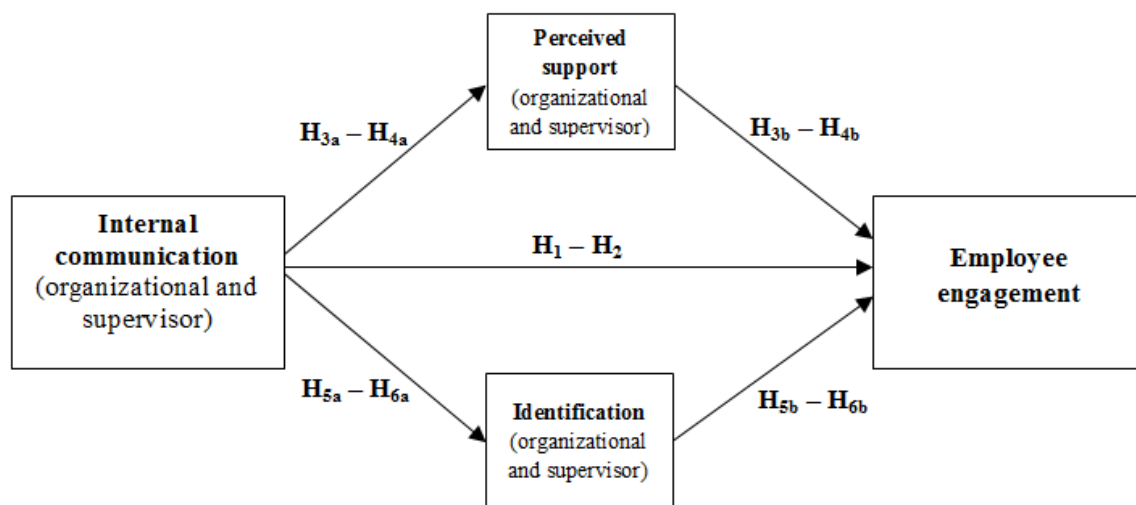 Perceived
support
(organizational
and supervisor)
H3a – H4a
H3b – H4b
Internal
communication
(organizational and
supervisor)
H1 – H2
Employee
engagement
H5a – H6a
H5b – H6b
Identification
(organizational
and supervisor)